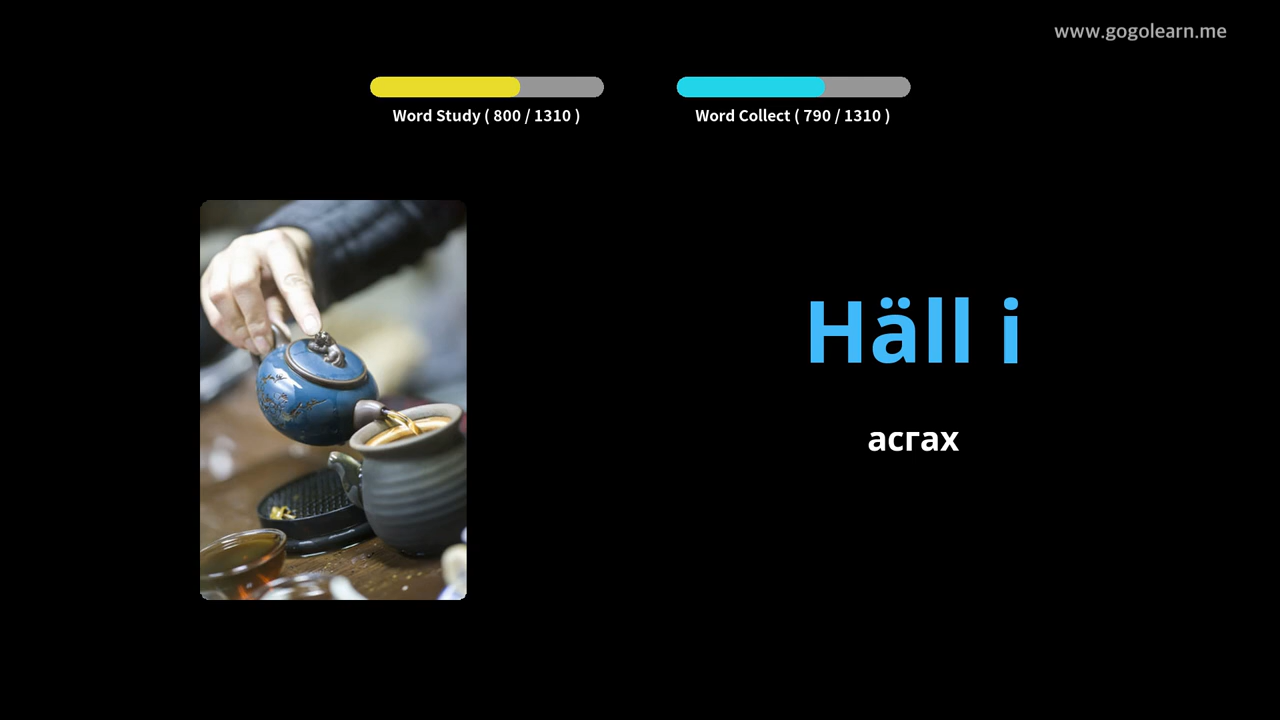 www.gogolearn.me
Word Study ( 800 / 1310 )
Word Collect ( 790 / 1310 )
Häll i
асгах